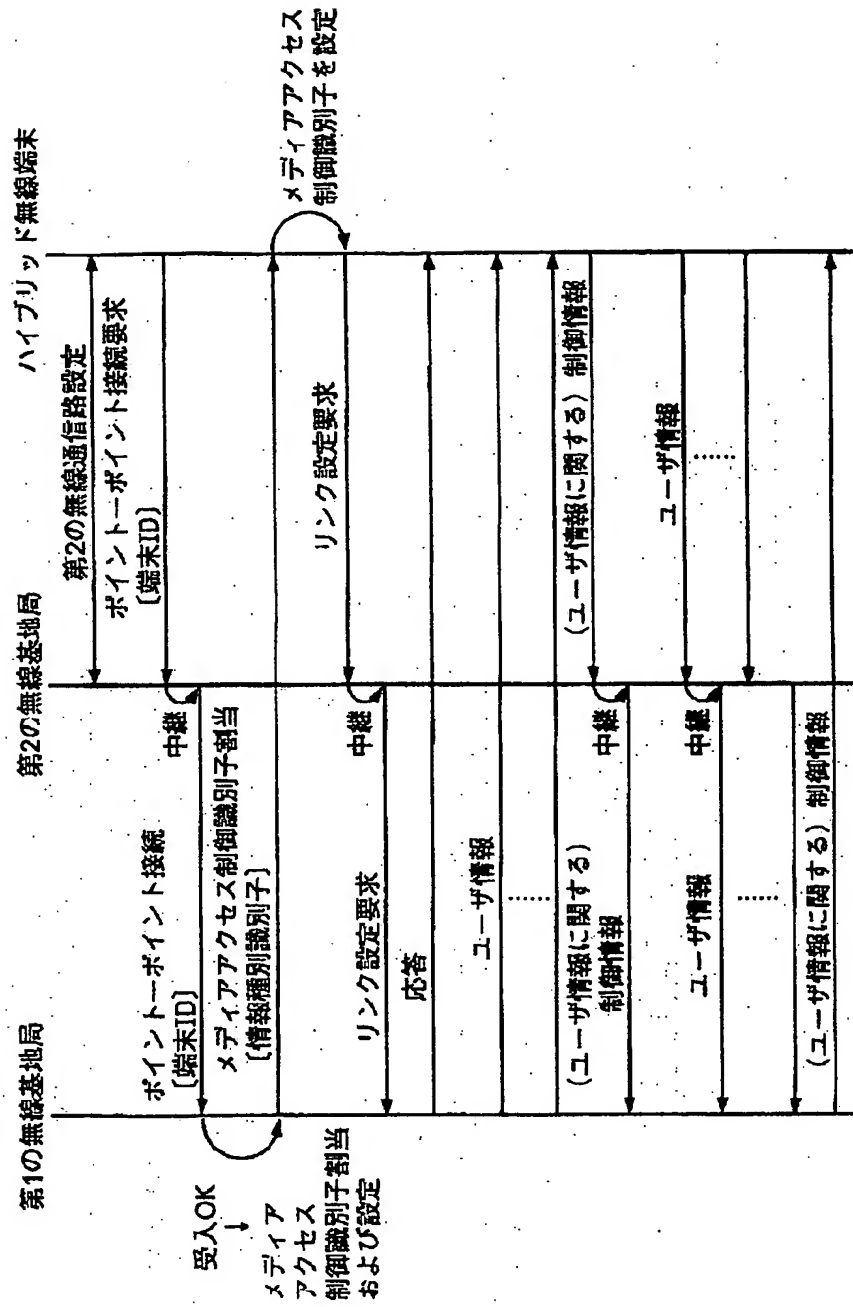 第1の無線基地局
第2の無線基地局
ハイブリッド無線端末
第2の無線通信路設定
ポイントーポイント接続要求
〔端末ID〕
中継
ポイントーポイント接続
〔端末ID〕
受入OK
↓
メディア
アクセス
制御識別子割当
および設定
メディアアクセス制御識別子割当
〔情報種別識別子〕
メディアアクセス
制御識別子を設定
リンク設定要求
中継
リンク設定要求
応答
ユーザ情報
………
(ユーザ情報に関する) 制御情報
中継
(ユーザ情報に関する)
制御情報
ユーザ情報
………
中継
ユーザ情報
………
(ユーザ情報に関する) 制御情報